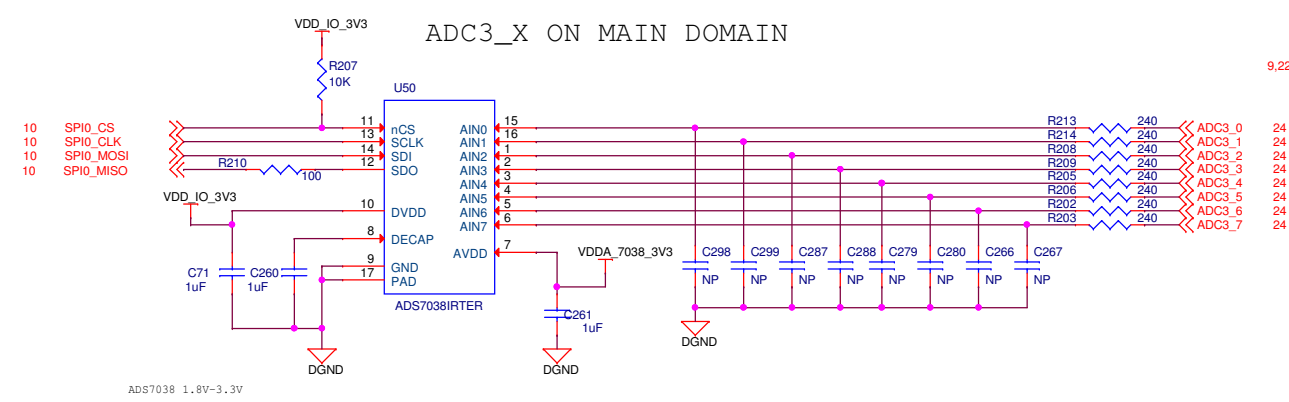 VDD_IO_3V3
ADC3_X ON MAIN DOMAIN
R207
10K
9,22
U50
10 SPI0_CS 11 nCS AIN0 15 R213 240 ADC3_0 24
10 SPI0_CLK 13 SCLK AIN1 16 R214 240 ADC3_1 24
10 SPI0_MOSI 14 SDI AIN2 1 R208 240 ADC3_2 24
10 SPI0_MISO R210 100 12 SDO AIN3 2 R209 240 ADC3_3 24
AIN4 3 R205 240 ADC3_4 24
AIN5 4 R206 240 ADC3_5 24
VDD_IO_3V3 10 DVDD AIN6 5 R202 240 ADC3_6 24
AIN7 6 R203 240 ADC3_7 24
8 DECAP AVDD 7 VDDA_7038_3V3 C298 C299 C287 C288 C279 C280 C266 C267
9 GND
C71 C260 17 PAD NP NP NP NP NP NP NP NP
1uF 1uF
ADS7038IRTER
C261
1uF
DGND
DGND DGND
ADS7038 1.8V-3.3V